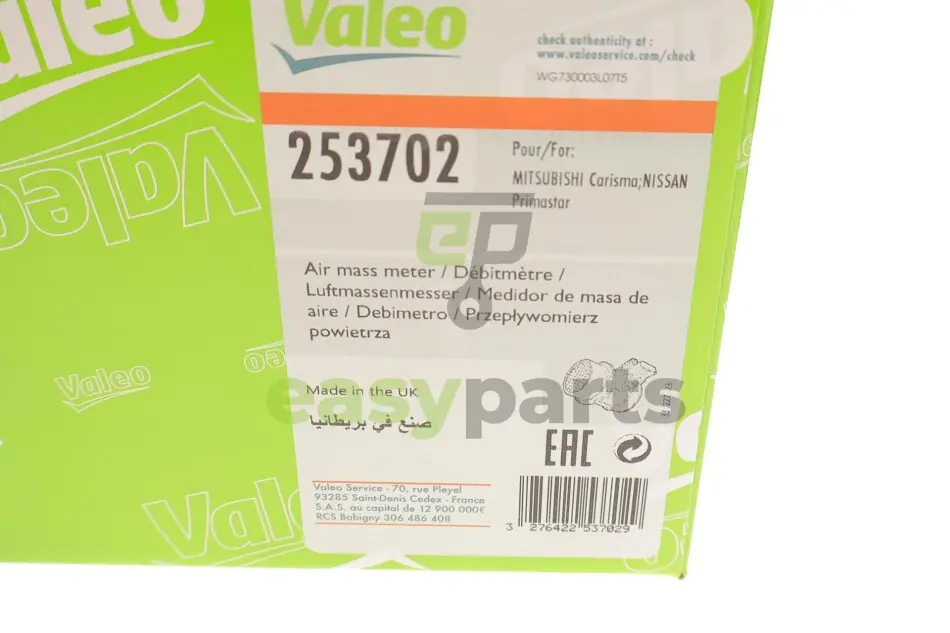 Valeo
Valeo
check authenticity at :
www.valeoservice.com/check
WG730003L07T5
253702
Pour/For:
MITSUBISHI Carisma;NISSAN
Primastar
Valeo
ep
Air mass meter / Débitmètre /
Luftmassenmesser / Medidor de masa de
aire / Debimetro / Przepływomierz
powietrza
Valeo
easyparts
Made in the UK
صنع في بريطانيا
EAC
Valeo Service - 70, rue Pleyel
93285 Saint-Denis Cedex - France
S.A.S. au capital de 12 900 000€
RCS Bobigny 306 486 408
Valeo
3 276422 537029